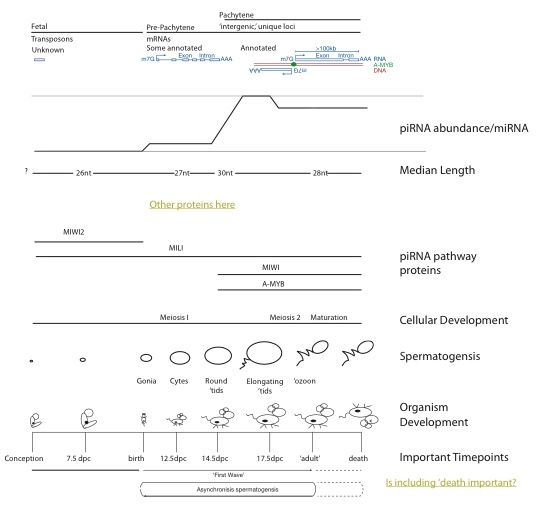 Pachytene
Fetal
Pre-Pachytene
'intergenic,' unique loci
Transposons
mRNAs
Unknown
Some annotated
Annotated
>100kb
m7G
Exon
Intron
AAA
m7G
Exon
Intron
AAA
RNA
A-MYB
DNA
AAA
m7G
piRNA abundance/miRNA
?
26nt
27nt
30nt
28nt
Median Length
Other proteins here
MIWI2
MILI
MIWI
A-MYB
piRNA pathway
proteins
Meiosis I
Meiosis 2
Maturation
Cellular Development
Spermatogensis
Gonia
Cytes
Round
'tids
Elongating
'tids
'ozoon
Organism
Development
Conception
7.5 dpc
birth
12.5dpc
14.5dpc
17.5dpc
'adult'
death
Important Timepoints
'First Wave'
Asynchronisis spermatogensis
Is including 'death important?